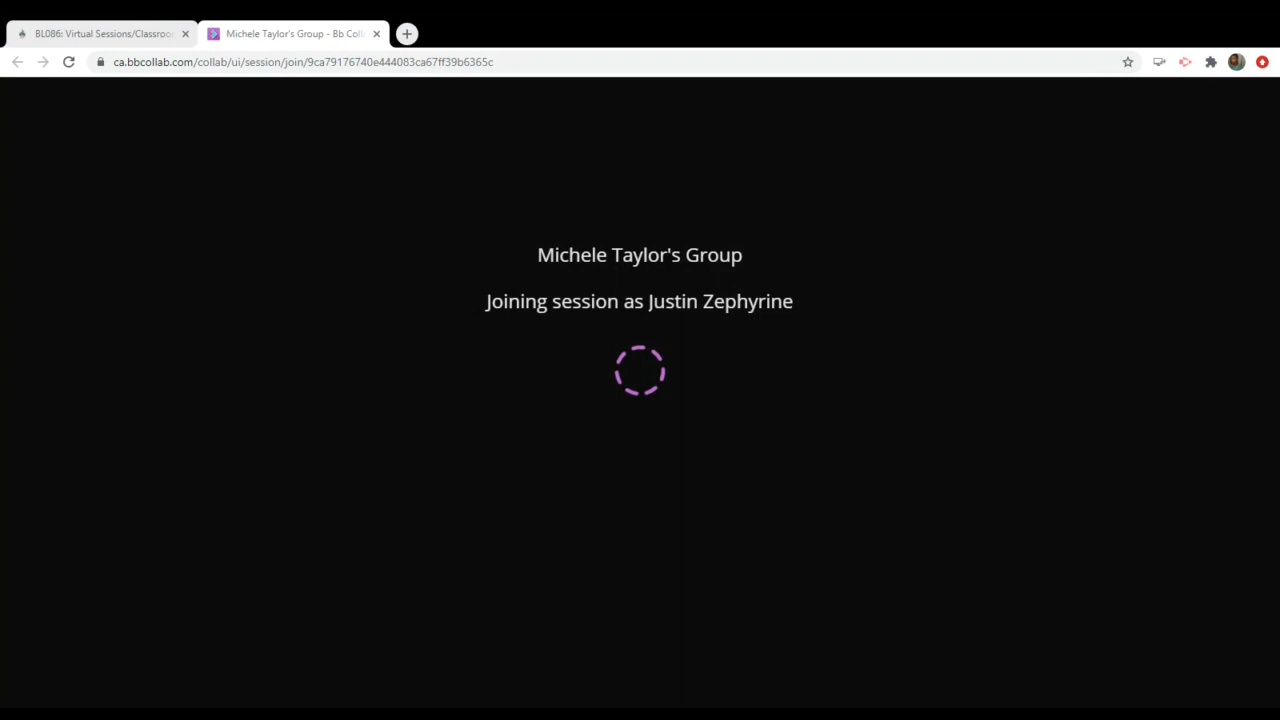 BL086: Virtual Sessions/Classroo
Michele Taylor's Group - Bb Coll
ca.bbcollab.com/collab/ui/session/join/9ca79176740e444083ca67ff39b6365c
Michele Taylor's Group
Joining session as Justin Zephyrine